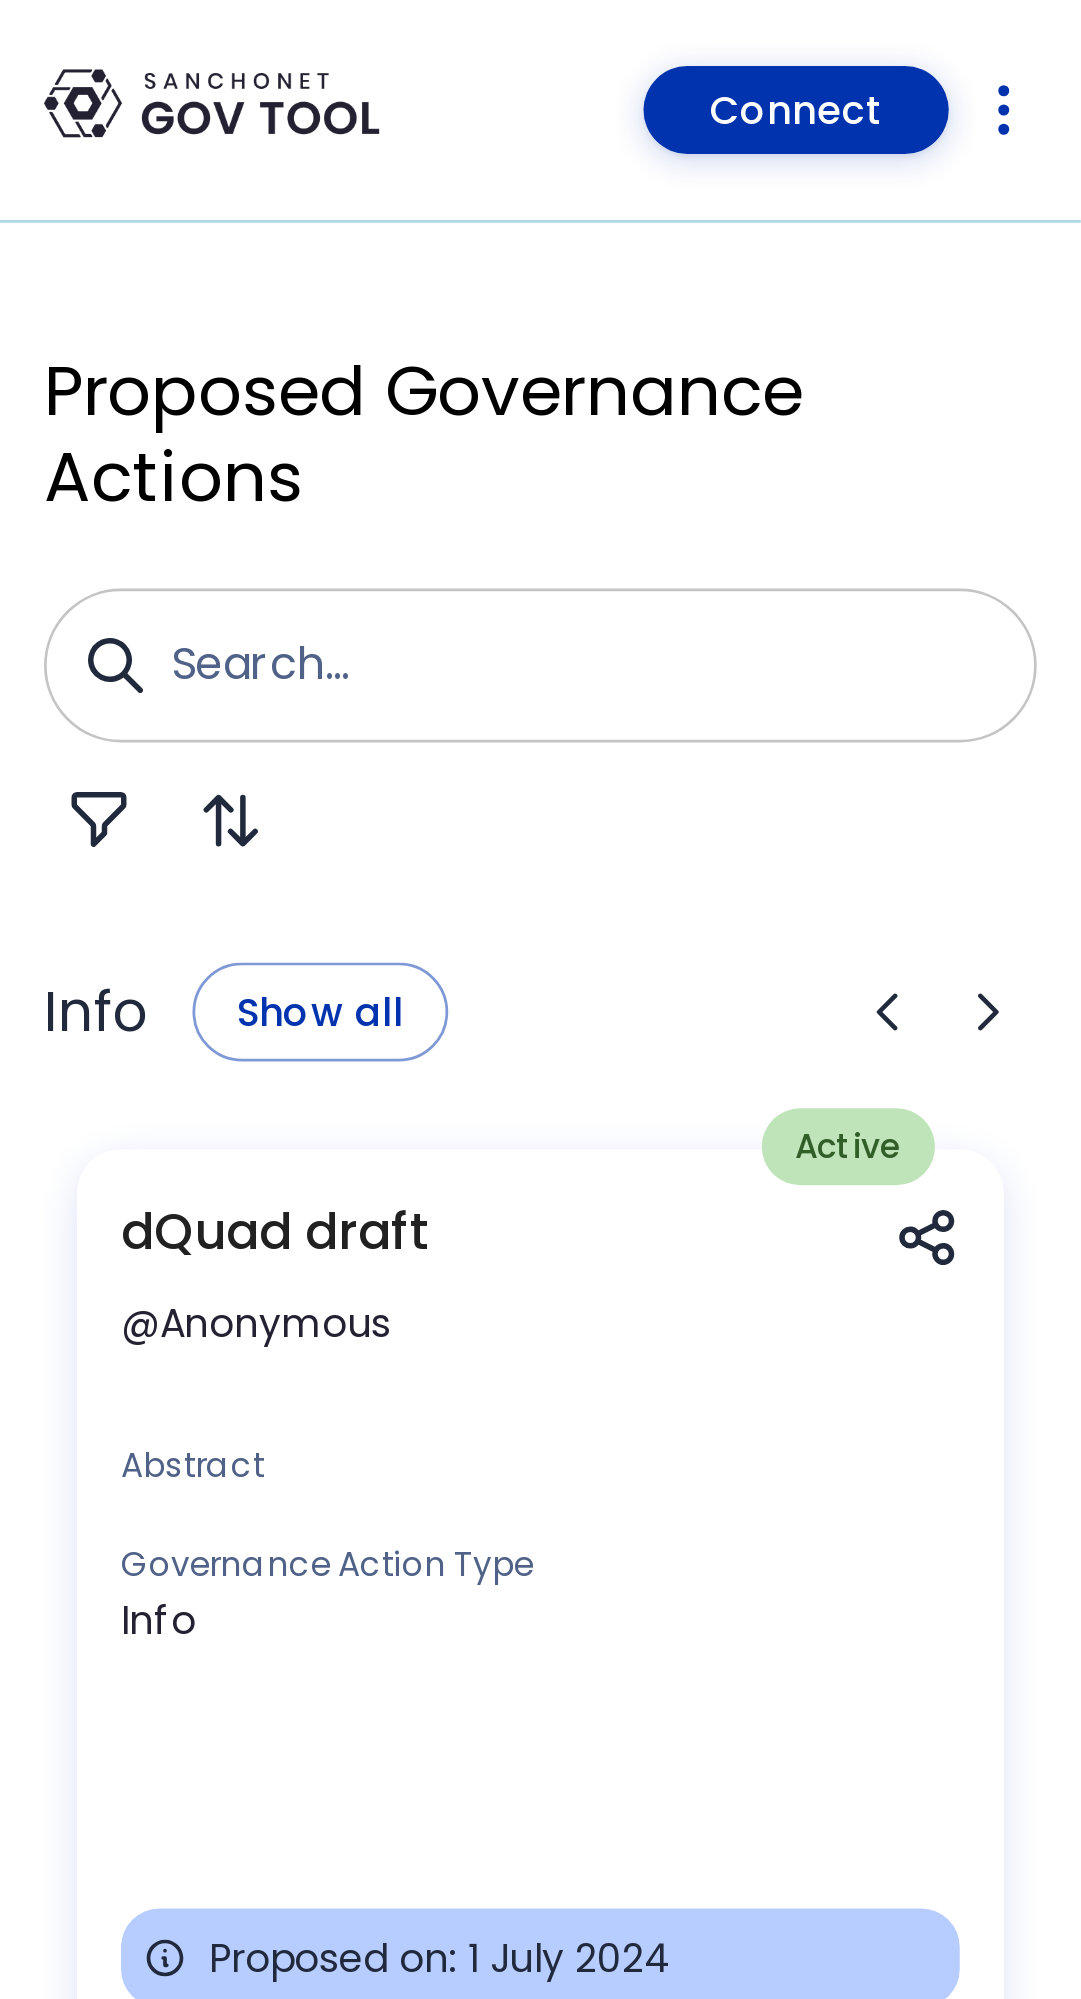 SANCHONET
GOV TOOL
Connect
Proposed Governance
Actions
Search...
Info
Show all
Active
dQuad draft
@Anonymous
Abstract
Governance Action Type
Info
Proposed on: 1 July 2024